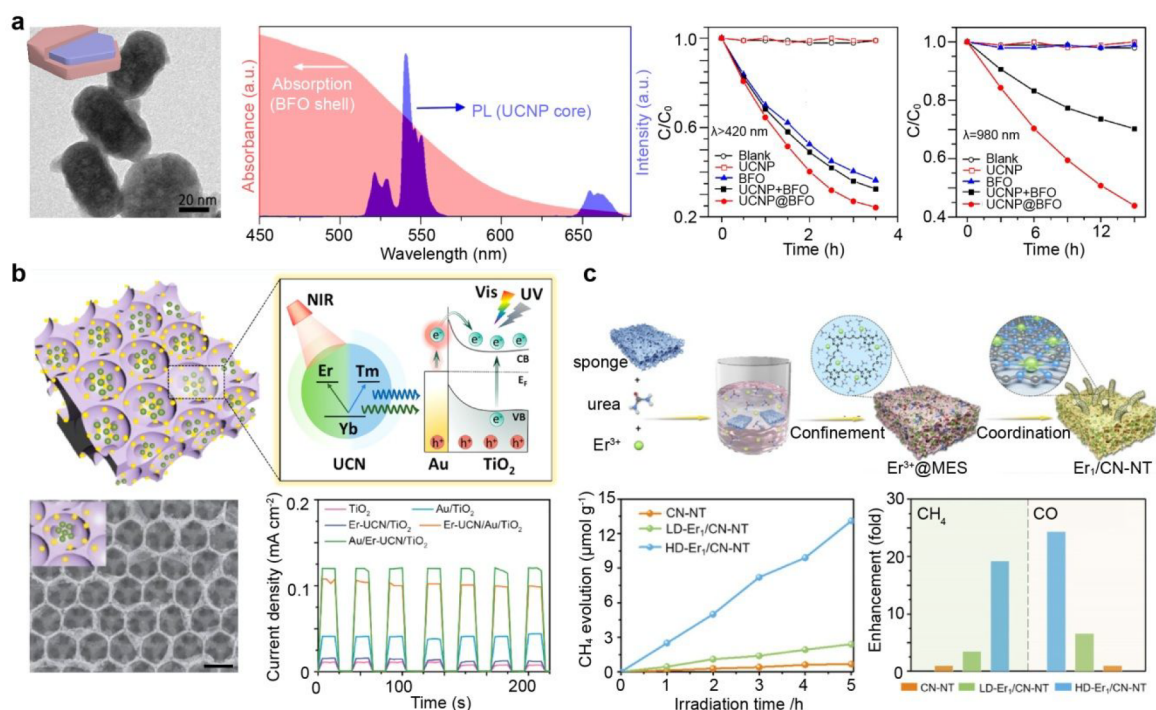 a
20 nm
Absorbance (a.u.)
Absorption
(BFO shell)
PL (UCNP core)
Intensity (a.u.)
450 500 550 600 650
Wavelength (nm)
C/C₀
1.0
0.6
0.2
λ>420 nm
Blank
UCNP
BFO
UCNP+BFO
UCNP@BFO
0 2 4
Time (h)
C/C₀
1.0
0.8
0.6
0.4
λ=980 nm
Blank
UCNP
BFO
UCNP+BFO
UCNP@BFO
0 6 12
Time (h)
b
NIR
Er Tm
Yb
UCN
Vis
UV
e⁻ e⁻ e⁻ e⁻
CB
E_F
VB
e⁻
h⁺ h⁺ h⁺ h⁺ h⁺
Au TiO₂
Current density (mA cm⁻²)
0.2
0.1
0.00
TiO₂ Au/TiO₂
Er-UCN/TiO₂ Er-UCN/Au/TiO₂
Au/Er-UCN/TiO₂
0 100 200
Time (s)
c
sponge
+
urea
+
Er³⁺
Confinement
Er³⁺@MES
Coordination
Er₁/CN-NT
CH₄ evolution (μmol g⁻¹)
15
12
9
6
3
0
CN-NT
LD-Er₁/CN-NT
HD-Er₁/CN-NT
0 1 2 3 4 5
Irradiation time /h
Enhancement (fold)
30
20
10
0
CH₄ CO
CN-NT LD-Er₁/CN-NT HD-Er₁/CN-NT